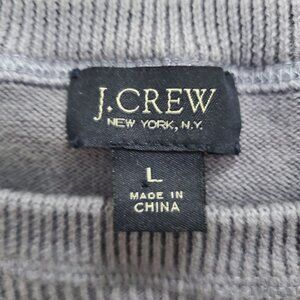 J.CREW
NEW YORK, N.Y.
L
MADE IN
CHINA